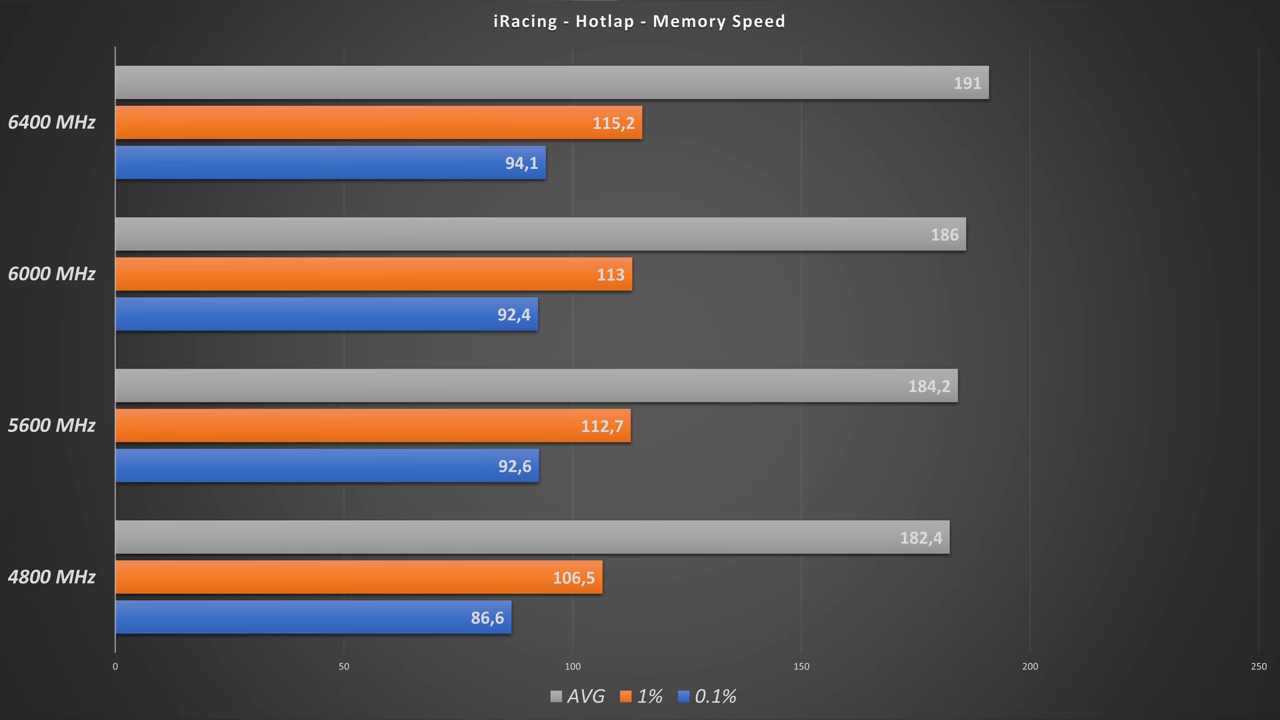 iRacing - Hotlap - Memory Speed
6400 MHz
191
115,2
94,1
6000 MHz
186
113
92,4
5600 MHz
184,2
112,7
92,6
4800 MHz
182,4
106,5
86,6
0 50 100 150 200 250
AVG 1% 0.1%